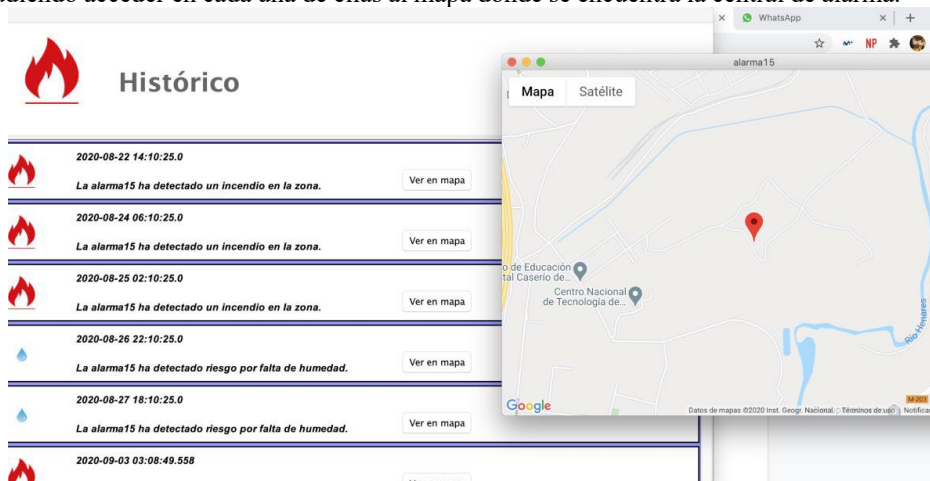 udiendo acceder en cada una de ellas al mapa donde se encuentra la central de alarma.
WhatsApp
NP
Histórico
alarma15
Mapa Satélite
2020-08-22 14:10:25.0
La alarma15 ha detectado un incendio en la zona.
Ver en mapa
2020-08-24 06:10:25.0
La alarma15 ha detectado un incendio en la zona.
Ver en mapa
2020-08-25 02:10:25.0
La alarma15 ha detectado un incendio en la zona.
Ver en mapa
2020-08-26 22:10:25.0
La alarma15 ha detectado riesgo por falta de humedad.
Ver en mapa
2020-08-27 18:10:25.0
La alarma15 ha detectado riesgo por falta de humedad.
Ver en mapa
2020-09-03 03:08:49.558
o de Educación
tal Caserío de...
Centro Nacional
de Tecnología de...
Río Henares
M-203
Google
Datos de mapas ©2020 Inst. Geogr. Nacional Términos de uso Notificar